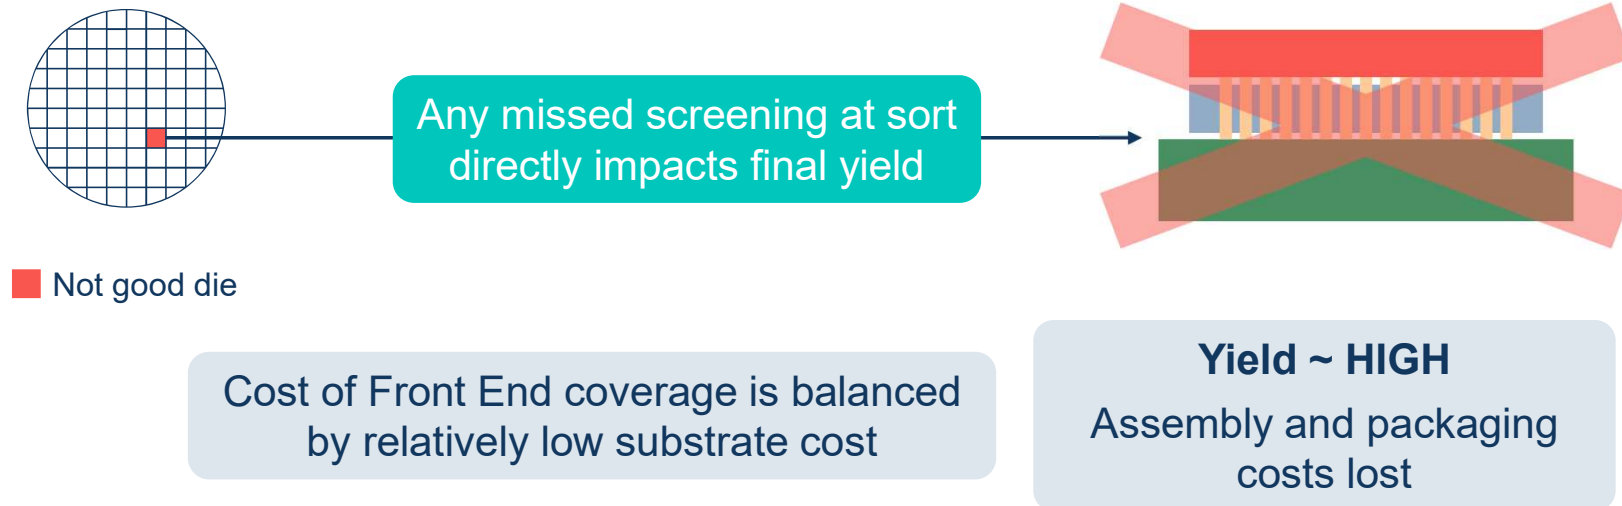 Any missed screening at sort
directly impacts final yield
Not good die
Cost of Front End coverage is balanced
by relatively low substrate cost
Yield ~ HIGH
Assembly and packaging
costs lost